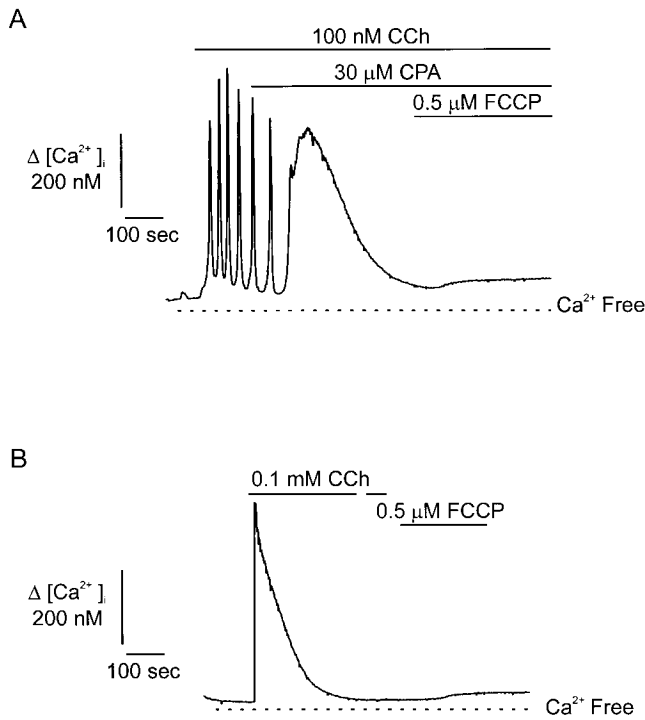 A
100 nM CCh
30 μM CPA
0.5 μM FCCP
Δ [Ca²⁺]ᵢ
200 nM
100 sec
Ca²⁺ Free
B
0.1 mM CCh
0.5 μM FCCP
Δ [Ca²⁺]ᵢ
200 nM
100 sec
Ca²⁺ Free